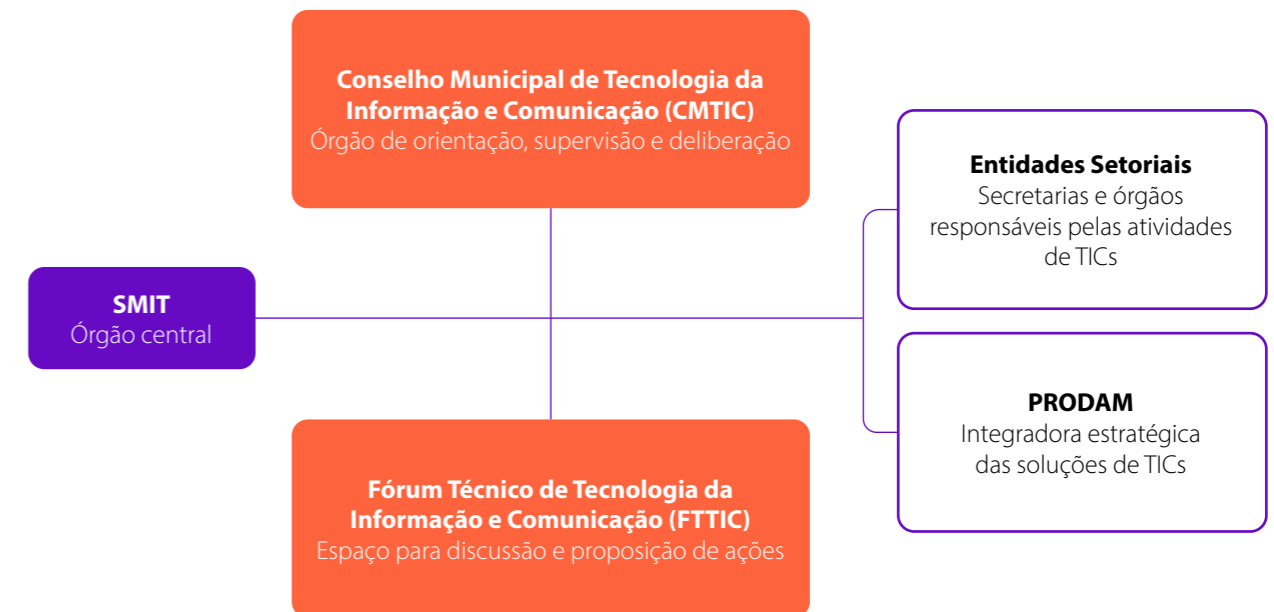 Conselho Municipal de Tecnologia da
Informação e Comunicação (CMTIC)
Órgão de orientação, supervisão e deliberação
Entidades Setoriais
Secretarias e órgãos
responsáveis pelas atividades
de TICs
SMIT
Órgão central
PRODAM
Integradora estratégica
das soluções de TICs
Fórum Técnico de Tecnologia da
Informação e Comunicação (FTTIC)
Espaço para discussão e proposição de ações